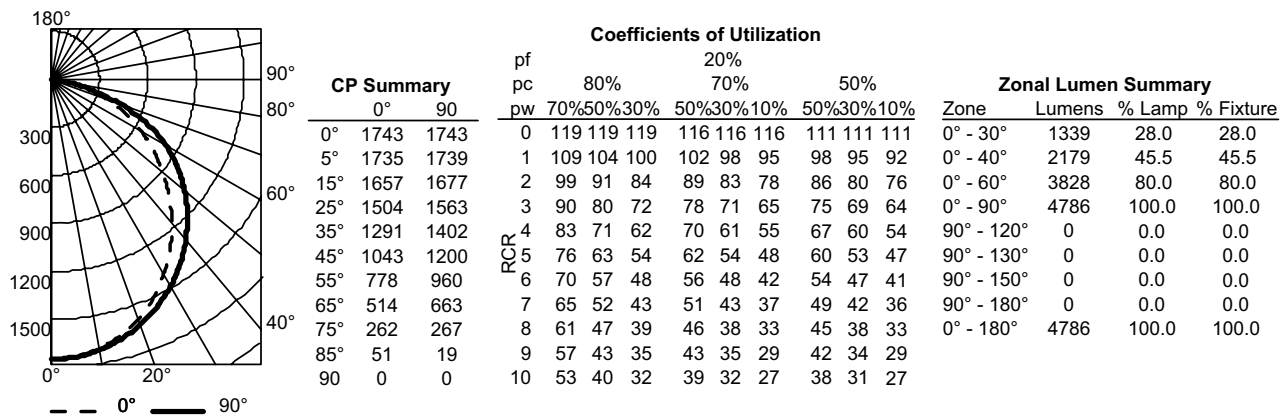 180°
90°
80°
300
600
60°
900
1200
1500
40°
0° 20°
0° 90°
CP Summary
0° 90
0° 1743 1743
5° 1735 1739
15° 1657 1677
25° 1504 1563
35° 1291 1402
45° 1043 1200
55° 778 960
65° 514 663
75° 262 267
85° 51 19
90 0 0
Coefficients of Utilization
pf 20%
pc 80% 70% 50%
pw 70%50%30% 50%30%10% 50%30%10%
RCR
0 119 119 119 116 116 116 111 111 111
1 109 104 100 102 98 95 98 95 92
2 99 91 84 89 83 78 86 80 76
3 90 80 72 78 71 65 75 69 64
4 83 71 62 70 61 55 67 60 54
5 76 63 54 62 54 48 60 53 47
6 70 57 48 56 48 42 54 47 41
7 65 52 43 51 43 37 49 42 36
8 61 47 39 46 38 33 45 38 33
9 57 43 35 43 35 29 42 34 29
10 53 40 32 39 32 27 38 31 27
Zonal Lumen Summary
Zone Lumens % Lamp % Fixture
0° - 30° 1339 28.0 28.0
0° - 40° 2179 45.5 45.5
0° - 60° 3828 80.0 80.0
0° - 90° 4786 100.0 100.0
90° - 120° 0 0.0 0.0
90° - 130° 0 0.0 0.0
90° - 150° 0 0.0 0.0
90° - 180° 0 0.0 0.0
0° - 180° 4786 100.0 100.0